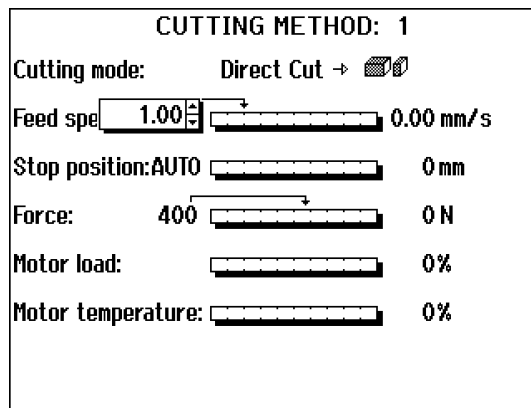 CUTTING METHOD: 1
Cutting mode: Direct Cut
Feed spe 1.00 0.00 mm/s
Stop position: AUTO 0 mm
Force: 400 0 N
Motor load: 0%
Motor temperature: 0%